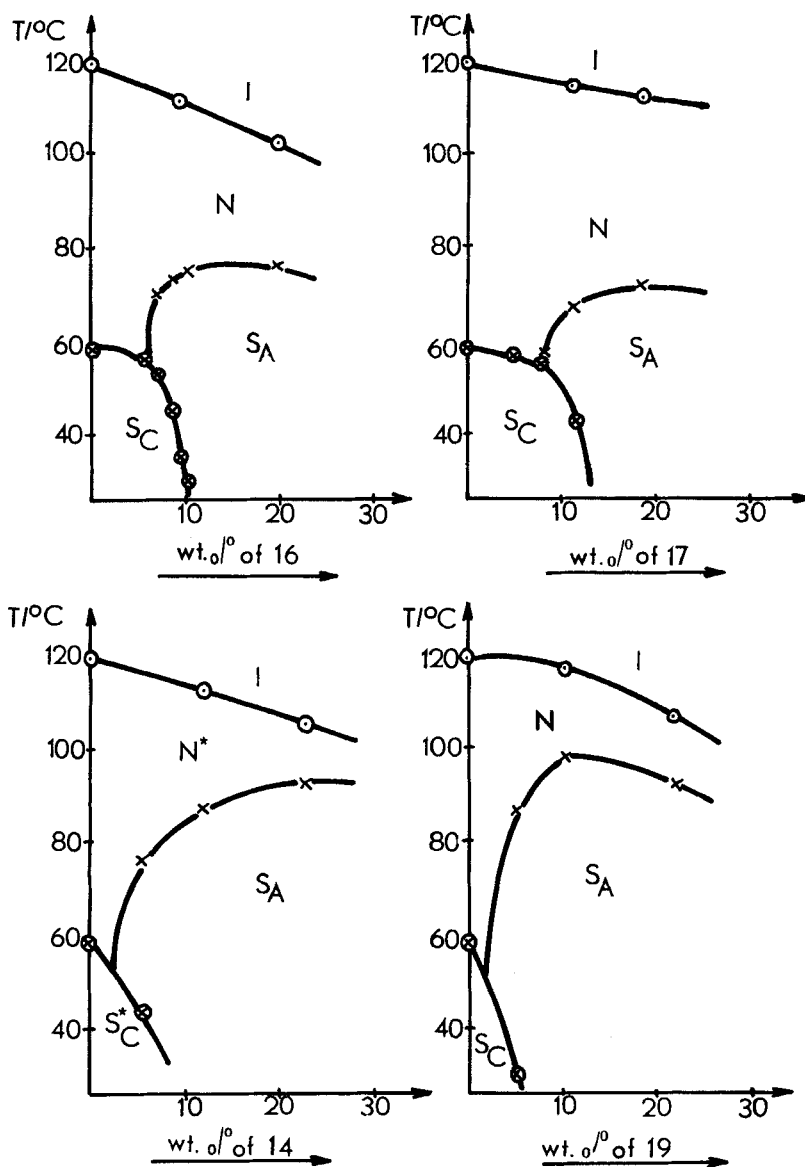 T/°C
120
100
80
60
40
I
N
S_A
S_C
10 20 30
wt.o/° of 16
T/°C
120
100
80
60
40
I
N
S_A
S_C
10 20 30
wt.o/° of 17
T/°C
120
100
80
60
40
I
N*
S_A
S*_C
10 20 30
wt.o/° of 14
T/°C
120
100
80
60
40
I
N
S_A
S_C
10 20 30
wt.o/° of 19